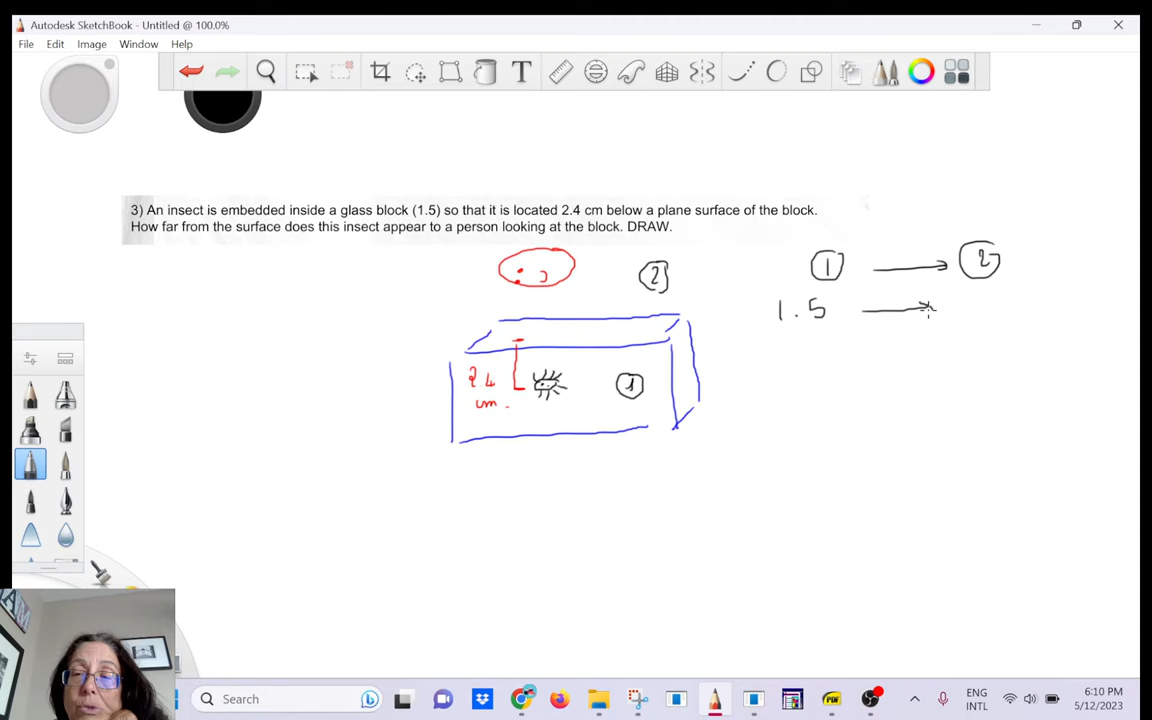 Autodesk SketchBook - Untitled @ 100.0%
File Edit Image Window Help
3) An insect is embedded inside a glass block (1.5) so that it is located 2.4 cm below a plane surface of the block.
How far from the surface does this insect appear to a person looking at the block. DRAW.
2
1 → 2
1.5 →
2 4
cm.
1
Search
ENG
INTL
6:10 PM
5/12/2023